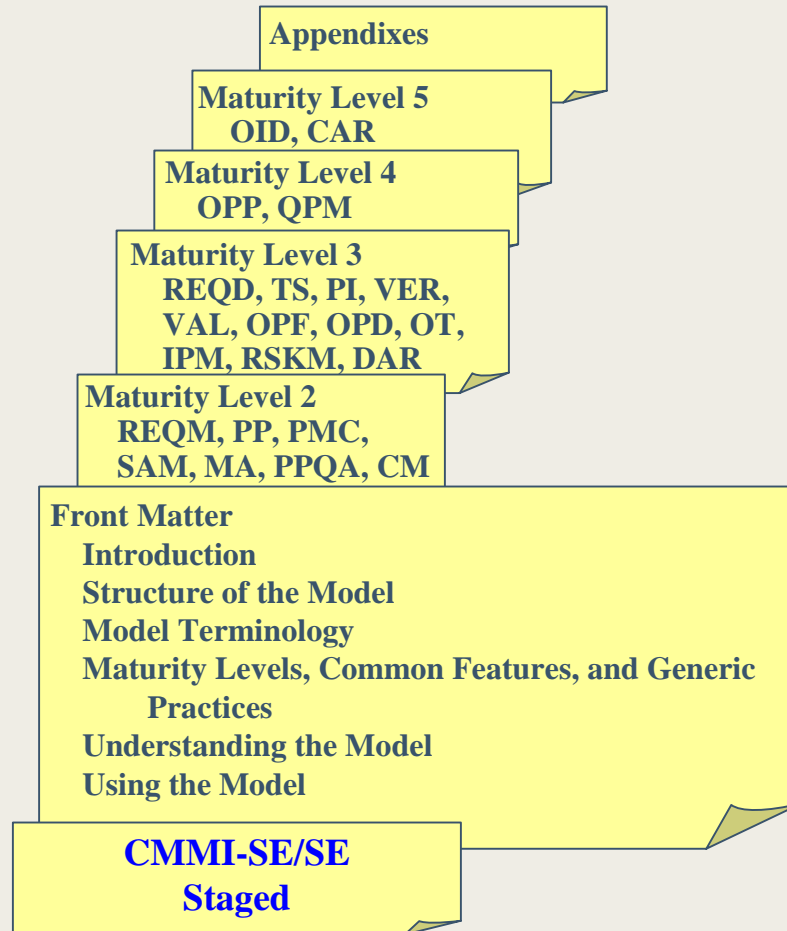 Appendixes
Maturity Level 5
OID, CAR
Maturity Level 4
OPP, QPM
Maturity Level 3
REQD, TS, PI, VER,
VAL, OPF, OPD, OT,
IPM, RSKM, DAR
Maturity Level 2
REQM, PP, PMC,
SAM, MA, PPQA, CM
Front Matter
Introduction
Structure of the Model
Model Terminology
Maturity Levels, Common Features, and Generic
Practices
Understanding the Model
Using the Model
CMMI-SE/SE
Staged